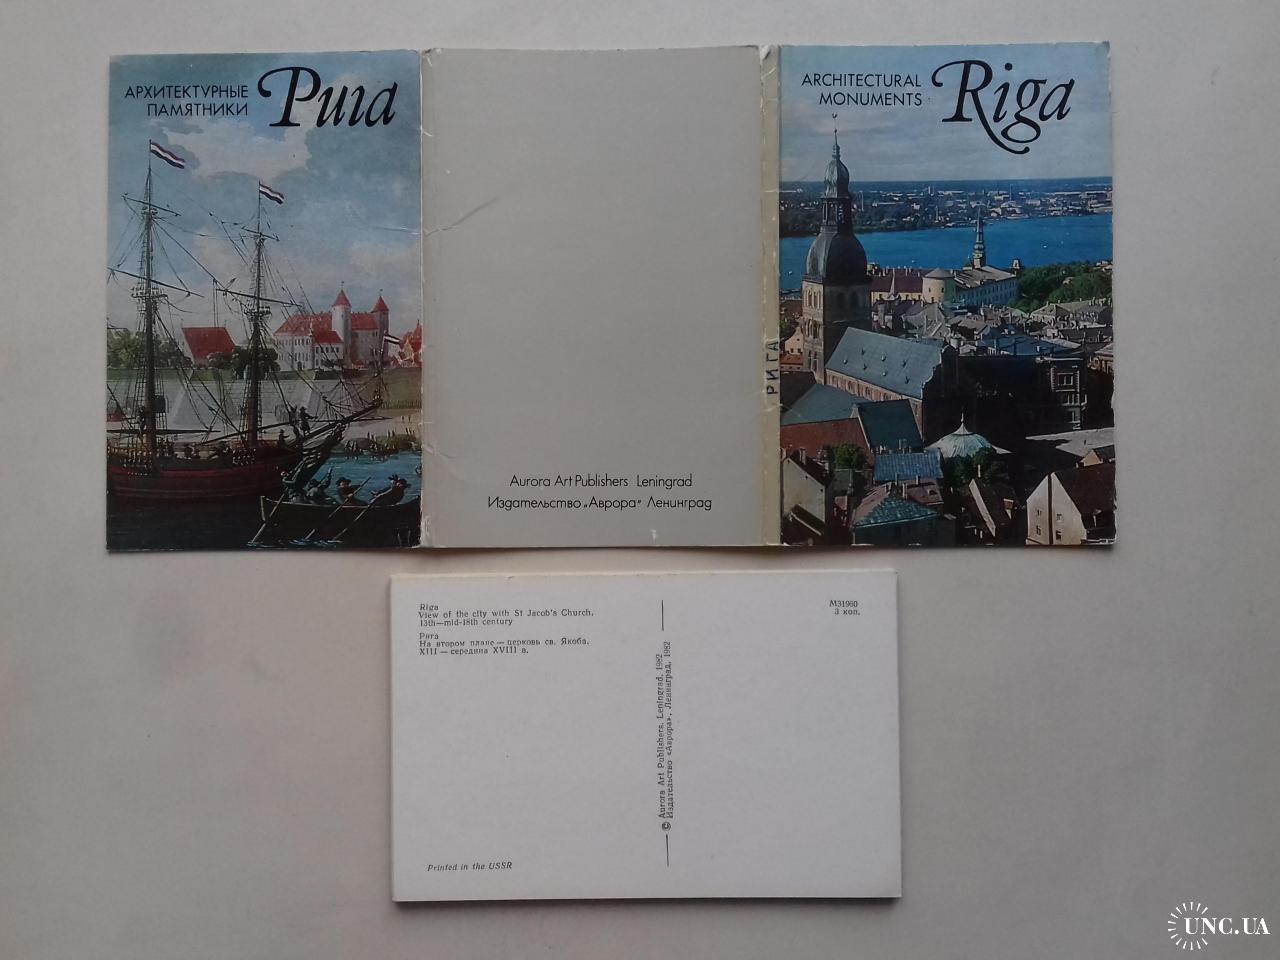 АРХИТЕКТУРНЫЕ
ПАМЯТНИКИ
Рига
ARCHITECTURAL
MONUMENTS
Riga
РИГА
Aurora Art Publishers Leningrad
Издательство „Аврора“ Ленинград
Riga
View of the city with St Jacob's Church.
13th—mid-18th century
Рига
На втором плане — церковь св. Якоба.
XIII — середина XVIII в.
M31960
3 коп.
© Aurora Art Publishers, Leningrad, 1982
Издательство «Аврора», Ленинград, 1982
Printed in the USSR
UNC.UA